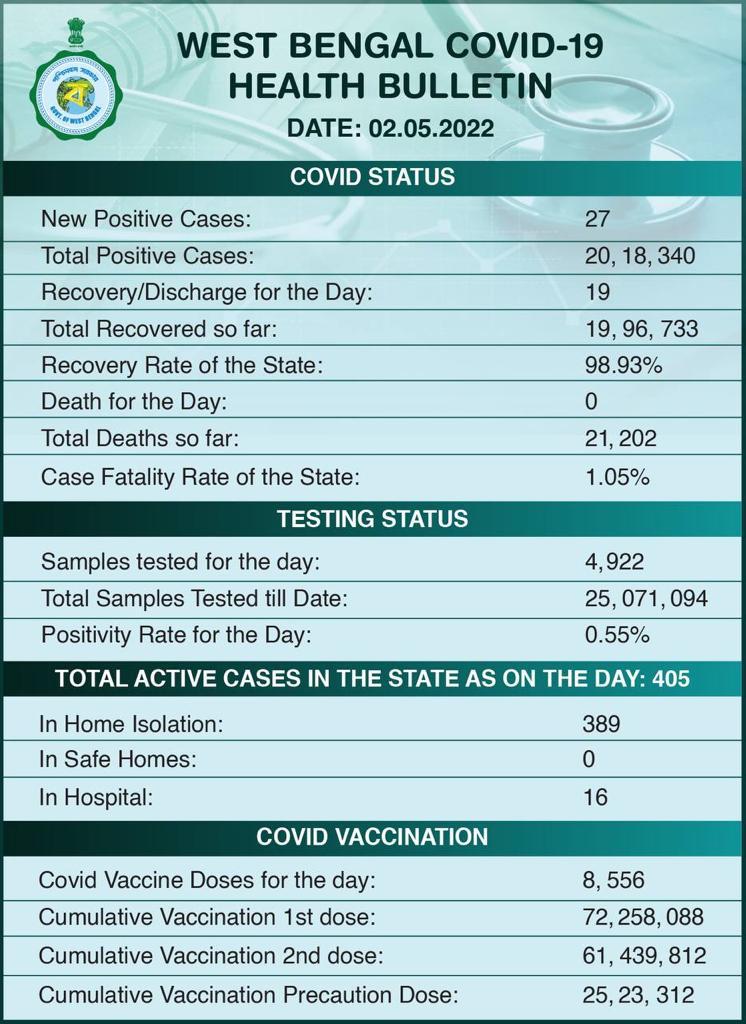 পশ্চিমবঙ্গ সরকার
ব
GOVT. OF WEST BENGAL
WEST BENGAL COVID-19
HEALTH BULLETIN
DATE: 02.05.2022
COVID STATUS
New Positive Cases: 27
Total Positive Cases: 20, 18, 340
Recovery/Discharge for the Day: 19
Total Recovered so far: 19, 96, 733
Recovery Rate of the State: 98.93%
Death for the Day: 0
Total Deaths so far: 21, 202
Case Fatality Rate of the State: 1.05%
TESTING STATUS
Samples tested for the day: 4,922
Total Samples Tested till Date: 25, 071, 094
Positivity Rate for the Day: 0.55%
TOTAL ACTIVE CASES IN THE STATE AS ON THE DAY: 405
In Home Isolation: 389
In Safe Homes: 0
In Hospital: 16
COVID VACCINATION
Covid Vaccine Doses for the day: 8, 556
Cumulative Vaccination 1st dose: 72, 258, 088
Cumulative Vaccination 2nd dose: 61, 439, 812
Cumulative Vaccination Precaution Dose: 25, 23, 312